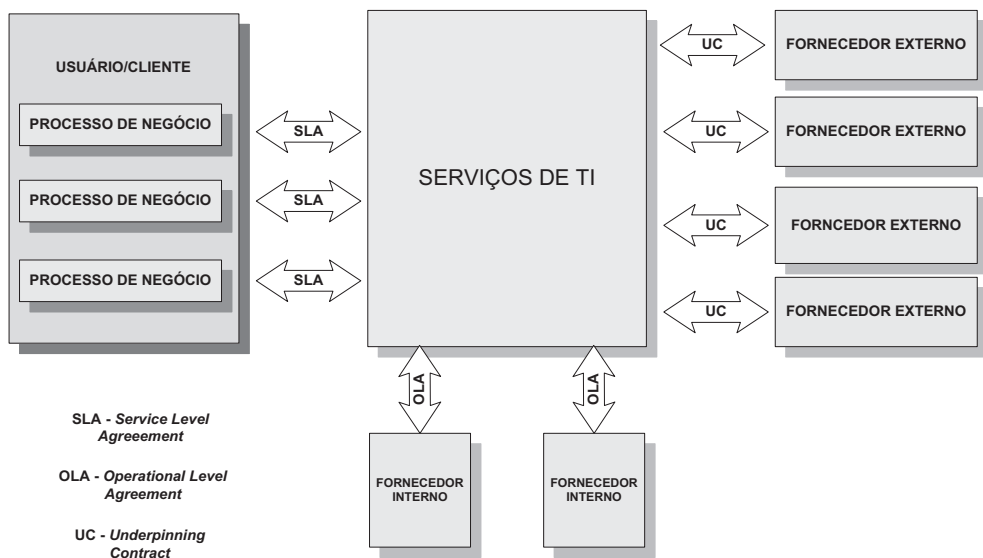 USUÁRIO/CLIENTE
PROCESSO DE NEGÓCIO
PROCESSO DE NEGÓCIO
PROCESSO DE NEGÓCIO
SLA
SLA
SLA
SERVIÇOS DE TI
UC
UC
UC
UC
FORNECEDOR EXTERNO
FORNECEDOR EXTERNO
FORNCEDOR EXTERNO
FORNECEDOR EXTERNO
OLA
OLA
FORNECEDOR
INTERNO
FORNECEDOR
INTERNO
SLA - Service Level
Agreeement
OLA - Operational Level
Agreement
UC - Underpinning
Contract